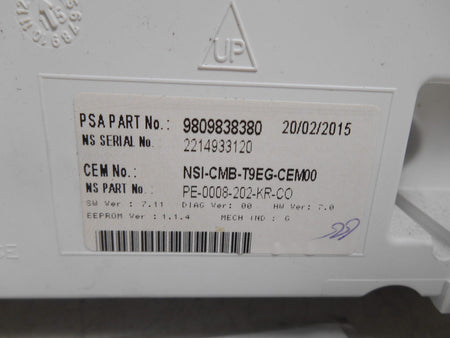 UP
PSA PART No.: 9809838380 20/02/2015
NS SERIAL No. 2214933120
CEM No.: NSI-CMB-T9EG-CEM00
NS PART No.: PE-0008-202-KR-CO
SW Ver : 7.11 DIAG Ver: 00 HW Ver: 7.0
EEPROM Ver : 1.1.4 MECH IND : G